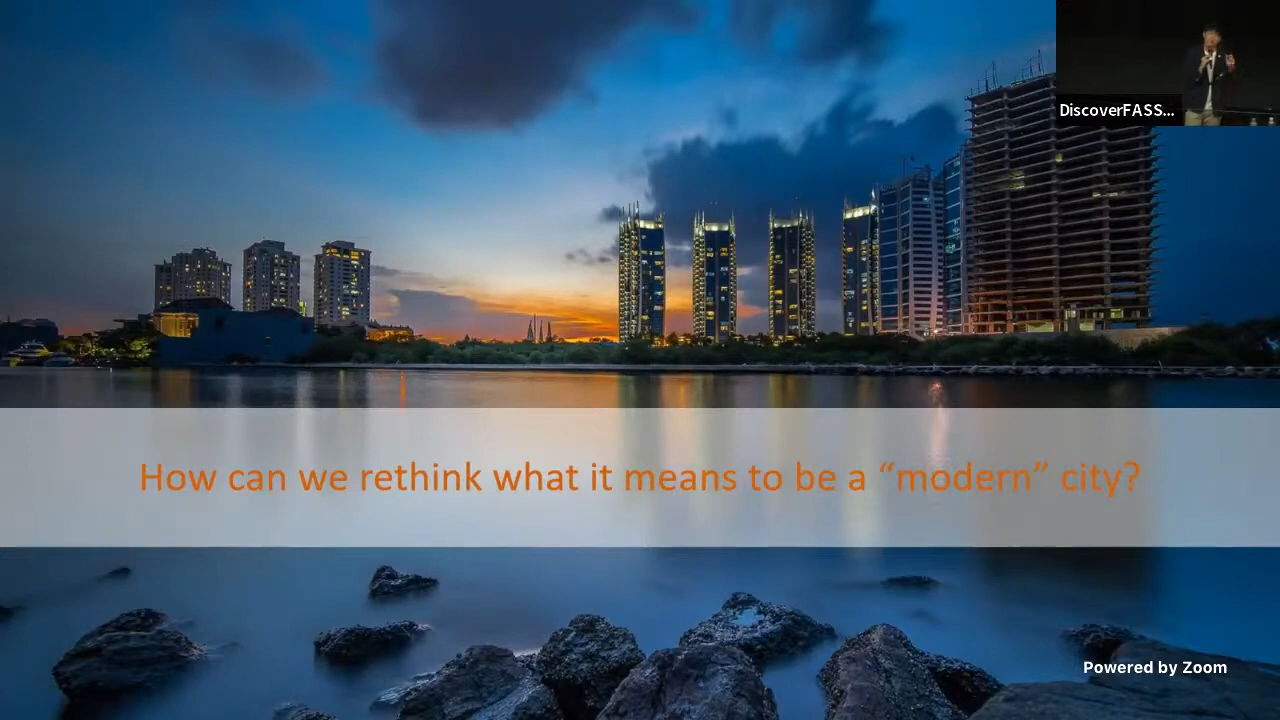 DiscoverFASS...
How can we rethink what it means to be a “modern” city?
Powered by Zoom